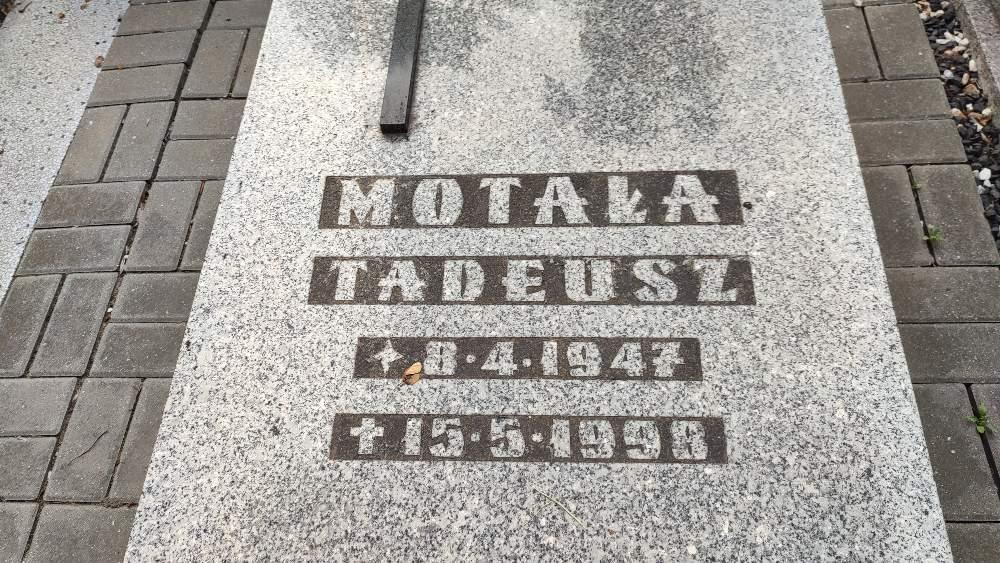 MOTAŁA
TADEUSZ
✦ 8·4·1947
✝ 15·5·1998